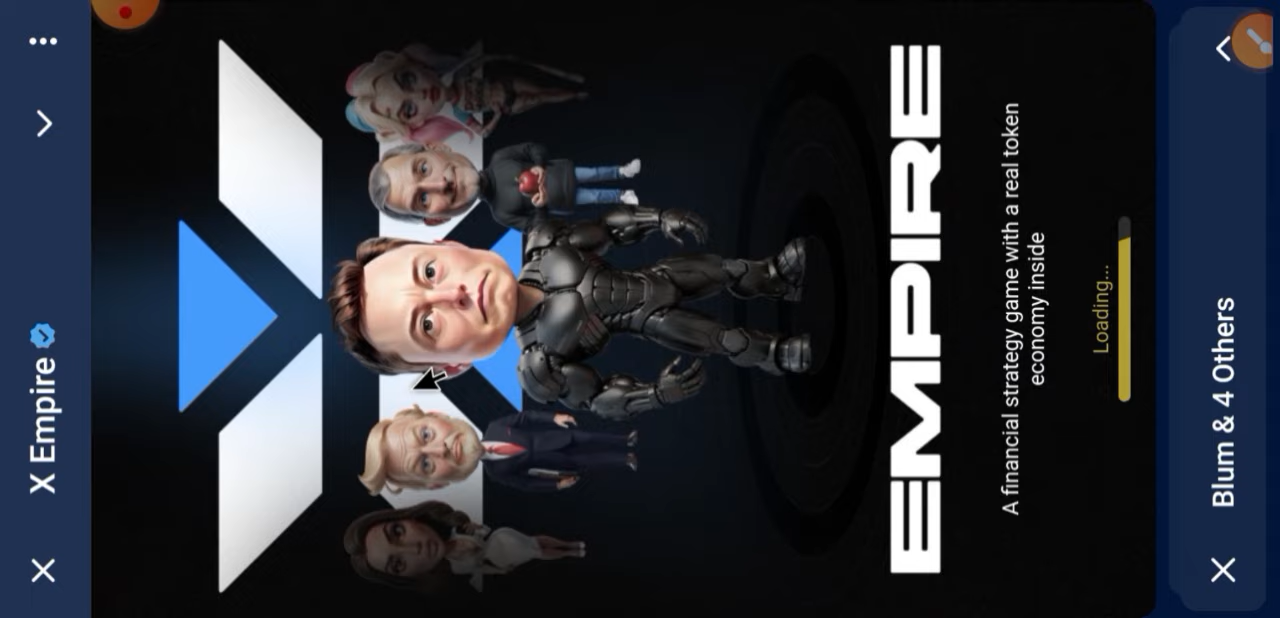 X Empire
EMPIRE
A financial strategy game with a real token
economy inside
Loading...
Blum & 4 Others